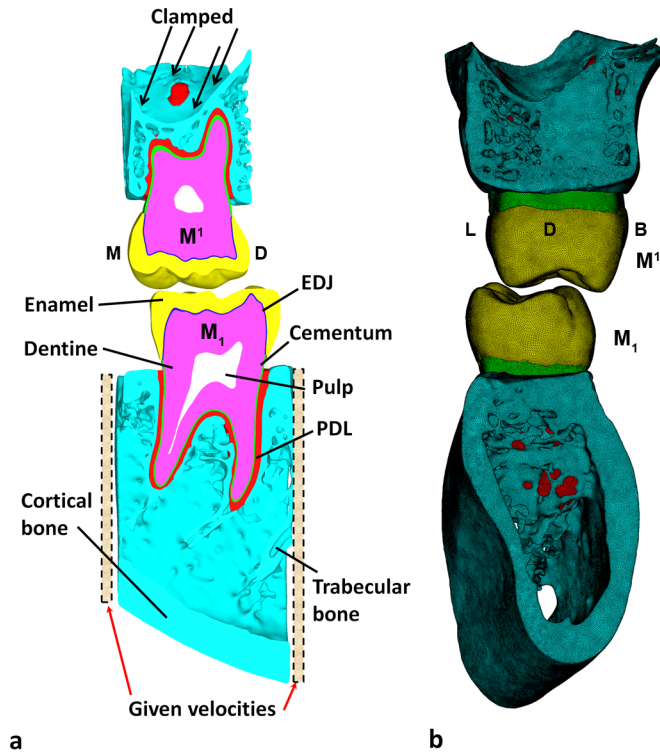 Clamped
M¹
M
D
L
D
B
M¹
Enamel
EDJ
M₁
Cementum
M₁
Dentine
Pulp
PDL
Cortical
bone
Trabecular
bone
Given velocities
a
b